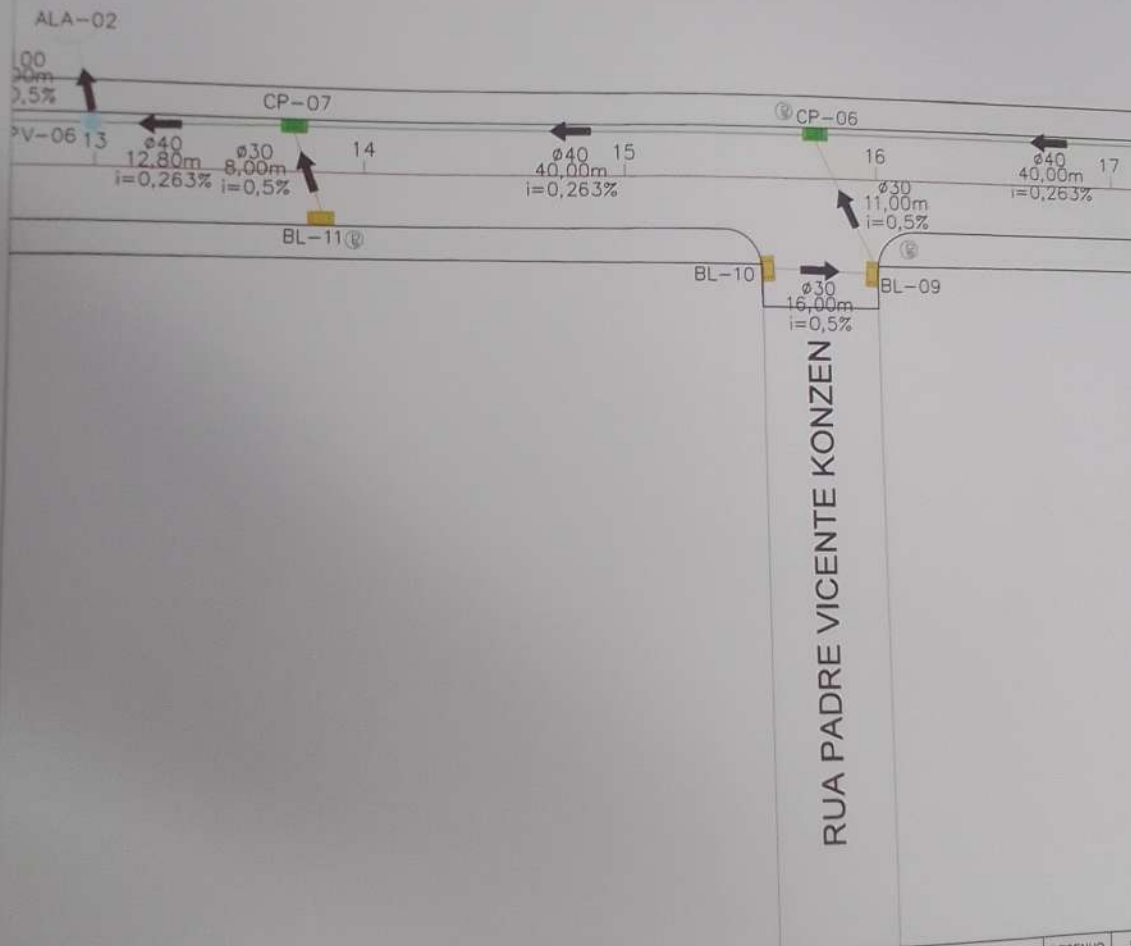 ALA-02
0,5%
PV-06
13
ø40
12,80m
i=0,263%
CP-07
ø30
8,00m
i=0,5%
BL-11
14
ø40
40,00m
i=0,263%
15
CP-06
16
ø30
11,00m
i=0,5%
ø40
40,00m
i=0,263%
17
BL-10
ø30
16,00m
i=0,5%
BL-09
RUA PADRE VICENTE KONZEN